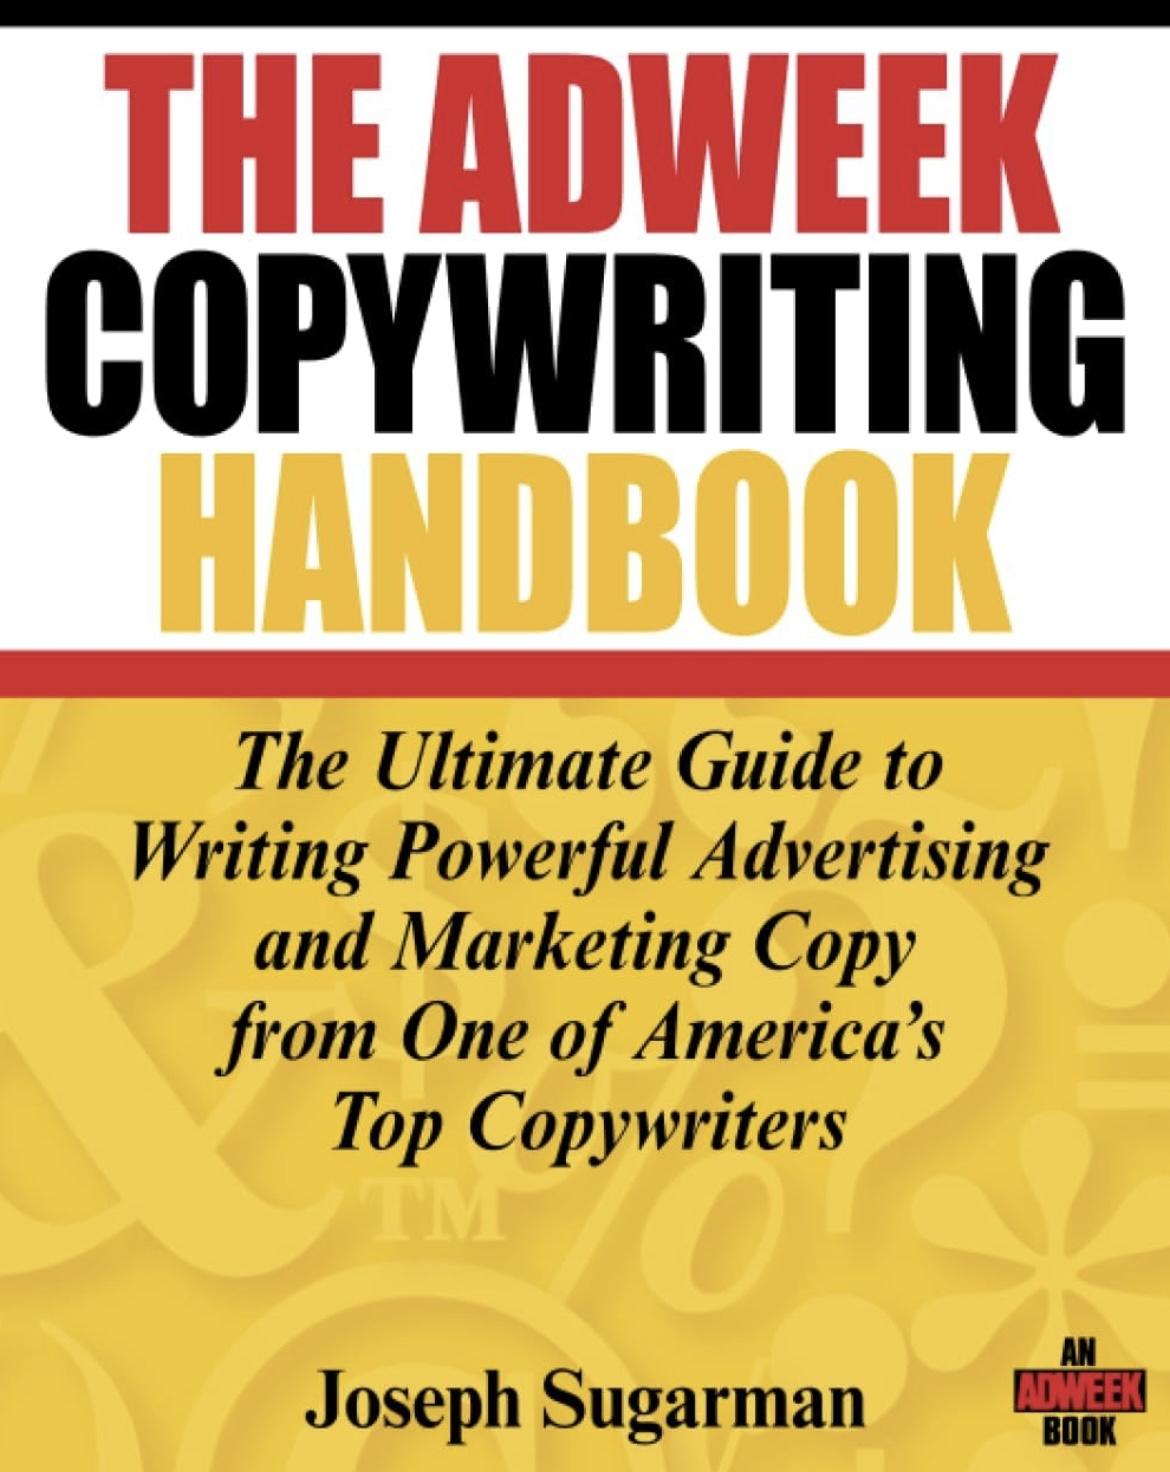 THE ADWEEK
COPYWRITING
HANDBOOK
The Ultimate Guide to
Writing Powerful Advertising
and Marketing Copy
from One of America's
Top Copywriters
TM
Joseph Sugarman
AN
ADWEEK
BOOK